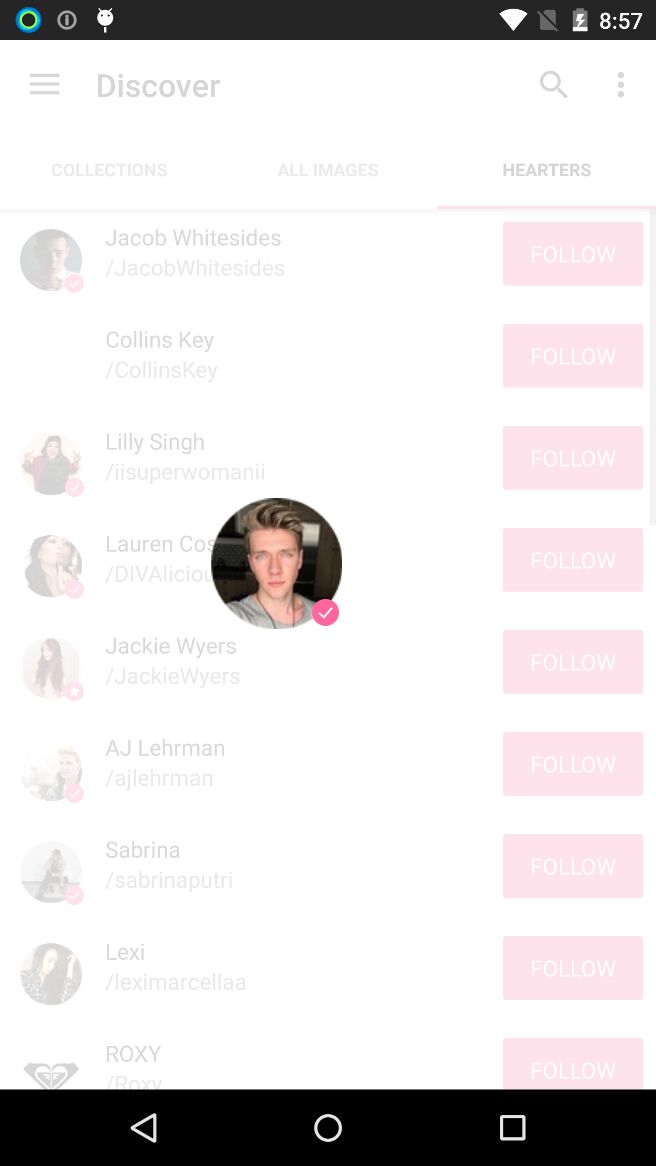 8:57
Discover
COLLECTIONS
ALL IMAGES
HEARTERS
Jacob Whitesides
/JacobWhitesides
FOLLOW
Collins Key
/CollinsKey
FOLLOW
Lilly Singh
/iisuperwomanii
FOLLOW
Lauren Cos
/DIVAliciou
FOLLOW
Jackie Wyers
/JackieWyers
FOLLOW
AJ Lehrman
/ajlehrman
FOLLOW
Sabrina
/sabrinaputri
FOLLOW
Lexi
/leximarcellaa
FOLLOW
ROXY
/Roxy
FOLLOW